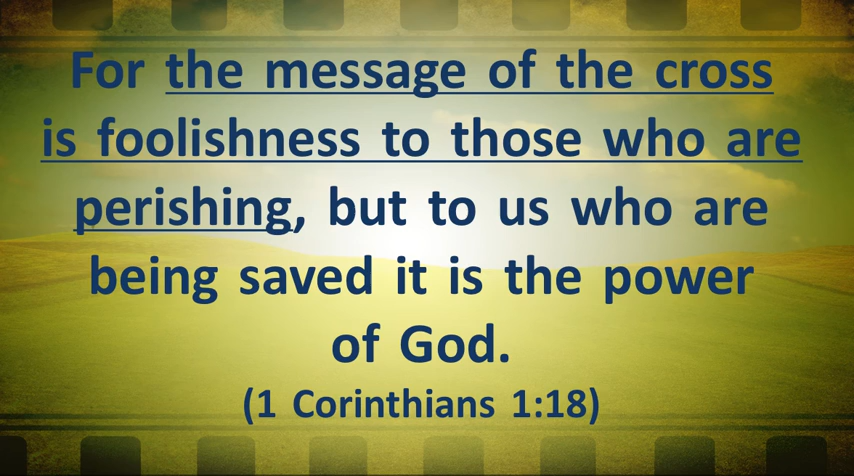 For the message of the cross
is foolishness to those who are
perishing, but to us who are
being saved it is the power
of God.
(1 Corinthians 1:18)